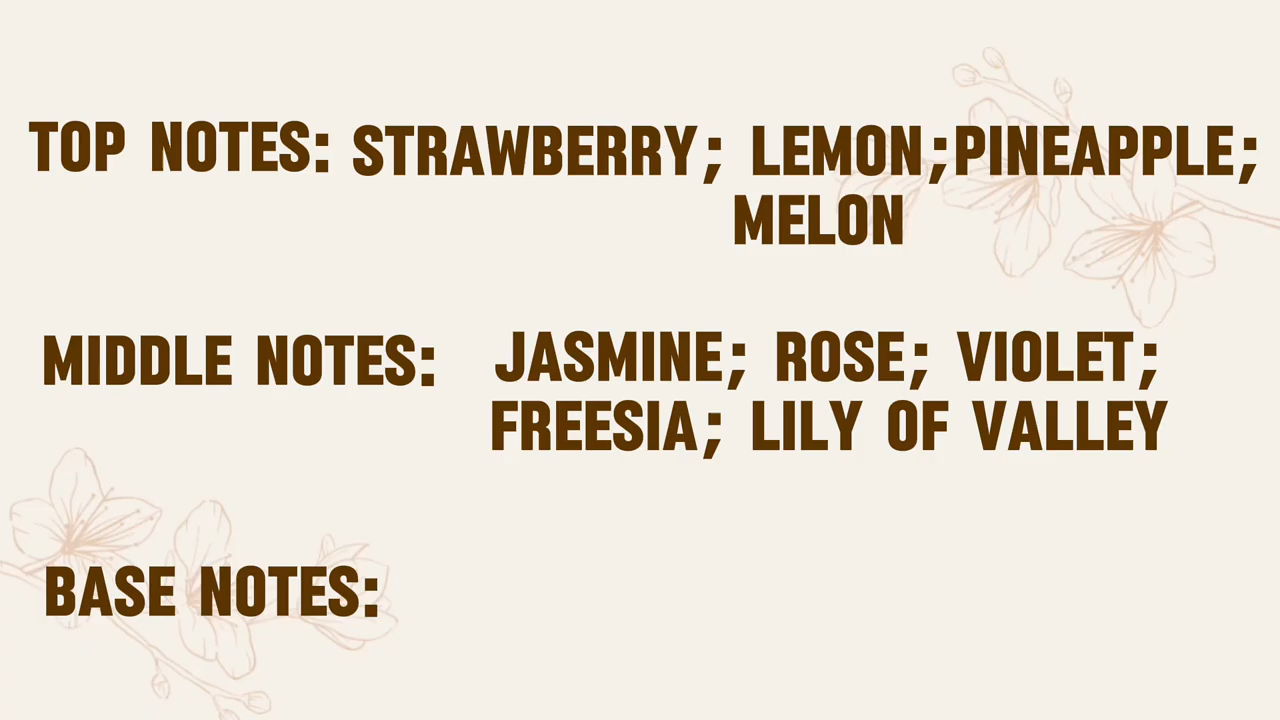 TOP NOTES: STRAWBERRY; LEMON;PINEAPPLE;
MELON
MIDDLE NOTES: JASMINE; ROSE; VIOLET;
FREESIA; LILY OF VALLEY
BASE NOTES: